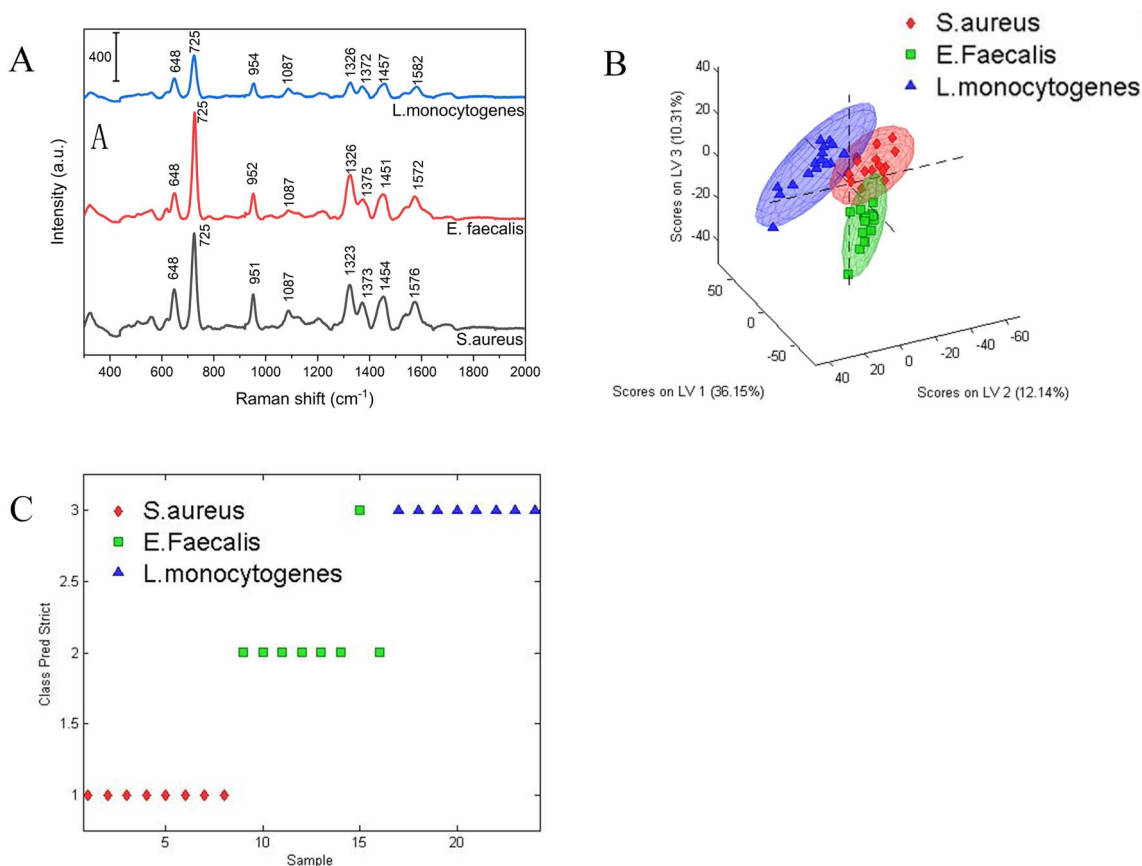 A
400
648
725
954
1087
1326
1372
1457
1582
L.monocytogenes
A
648
725
952
1087
1326
1375
1451
1572
E. faecalis
648
725
951
1087
1323
1373
1454
1576
S.aureus
Intensity (a.u.)
400 600 800 1000 1200 1400 1600 1800 2000
Raman shift (cm⁻¹)
B
S.aureus
E.Faecalis
L.monocytogenes
40
20
0
-20
-40
Scores on LV 3 (10.31%)
50
0
-50
40 20 0 -20 -40 -60
Scores on LV 1 (36.15%)
Scores on LV 2 (12.14%)
C
S.aureus
E.Faecalis
L.monocytogenes
3
2.5
2
1.5
1
Class Pred Strict
5 10 15 20
Sample